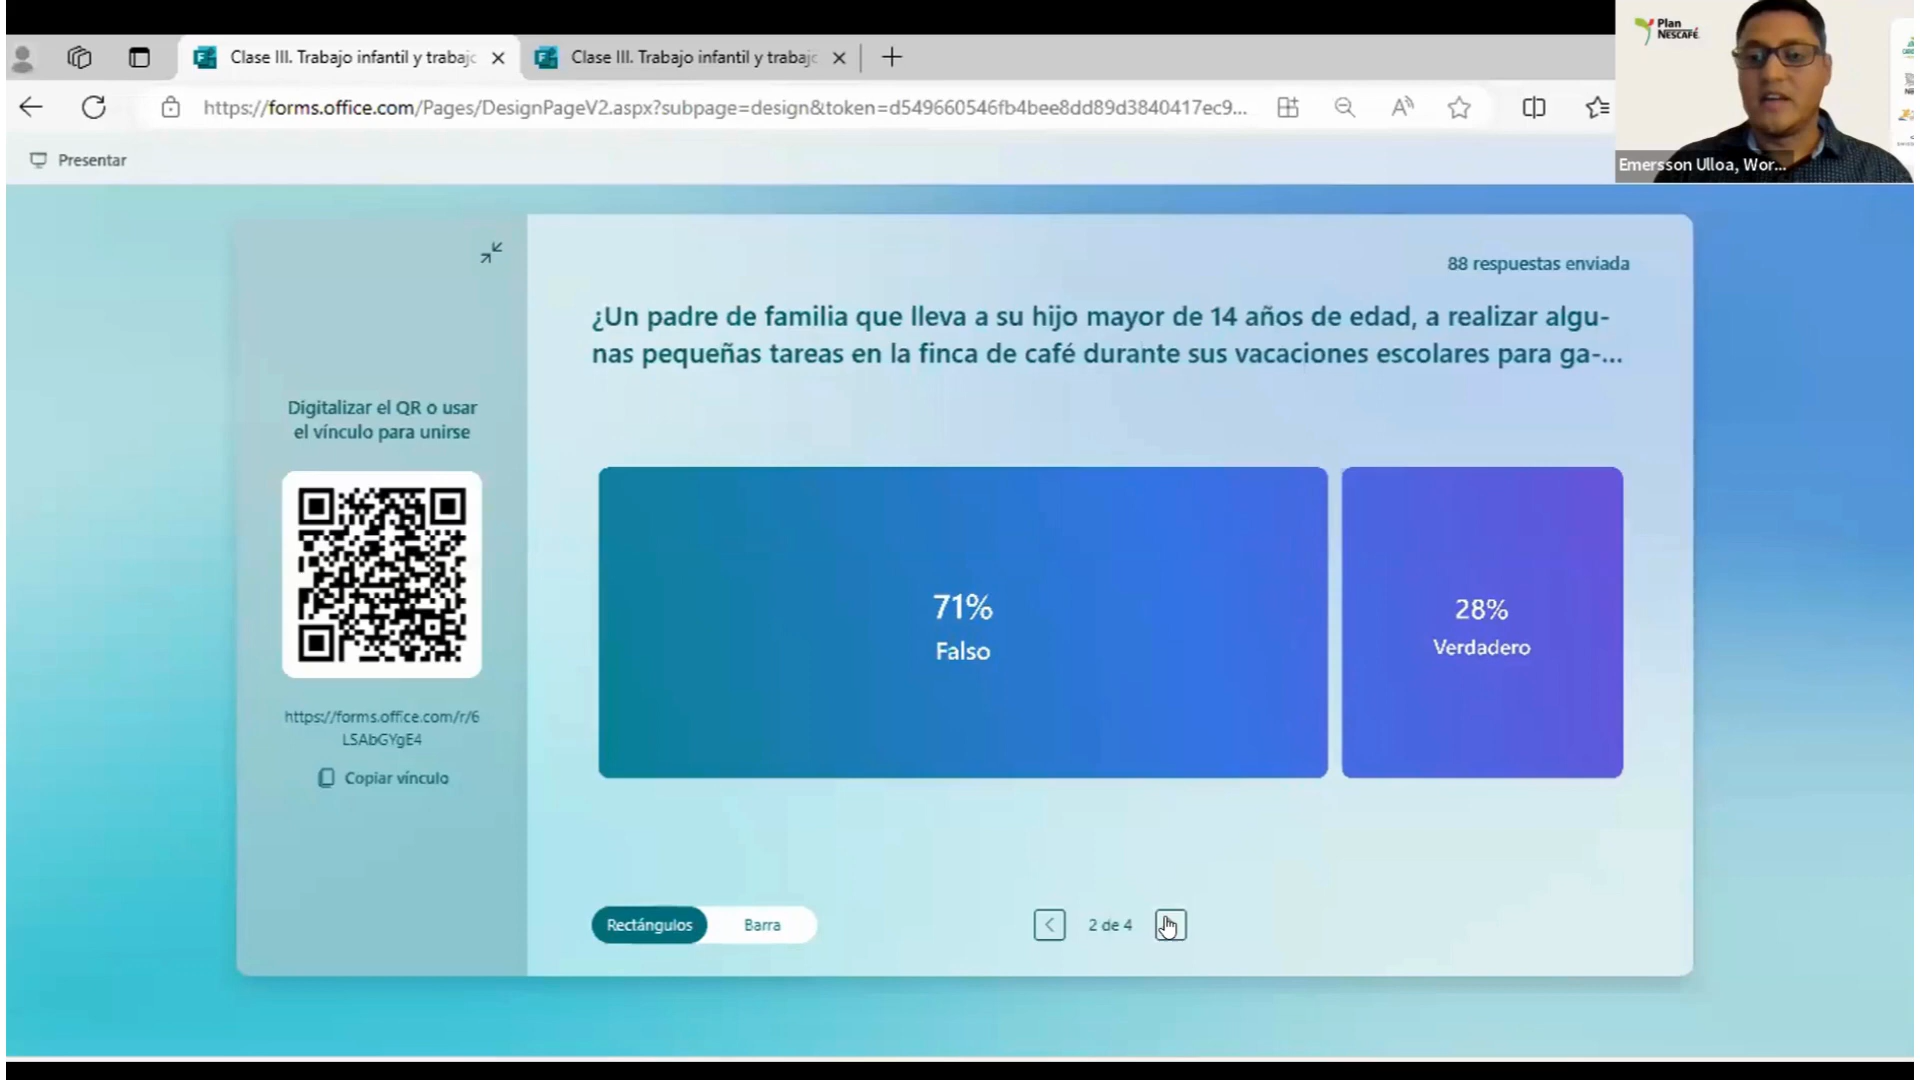 Clase III. Trabajo infantil y trabajo
Clase III. Trabajo infantil y trabajo
https://forms.office.com/Pages/DesignPageV2.aspx?subpage=design&token=d549660546fb4bee8dd89d3840417ec9...
Plan
NESCAFÉ
Emersson Ulloa, Wor...
Presentar
88 respuestas enviada
¿Un padre de familia que lleva a su hijo mayor de 14 años de edad, a realizar algu-
nas pequeñas tareas en la finca de café durante sus vacaciones escolares para ga-...
Digitalizar el QR o usar
el vínculo para unirse
https://forms.office.com/r/6
LSAbGYgE4
Copiar vínculo
71%
Falso
28%
Verdadero
Rectángulos
Barra
2 de 4